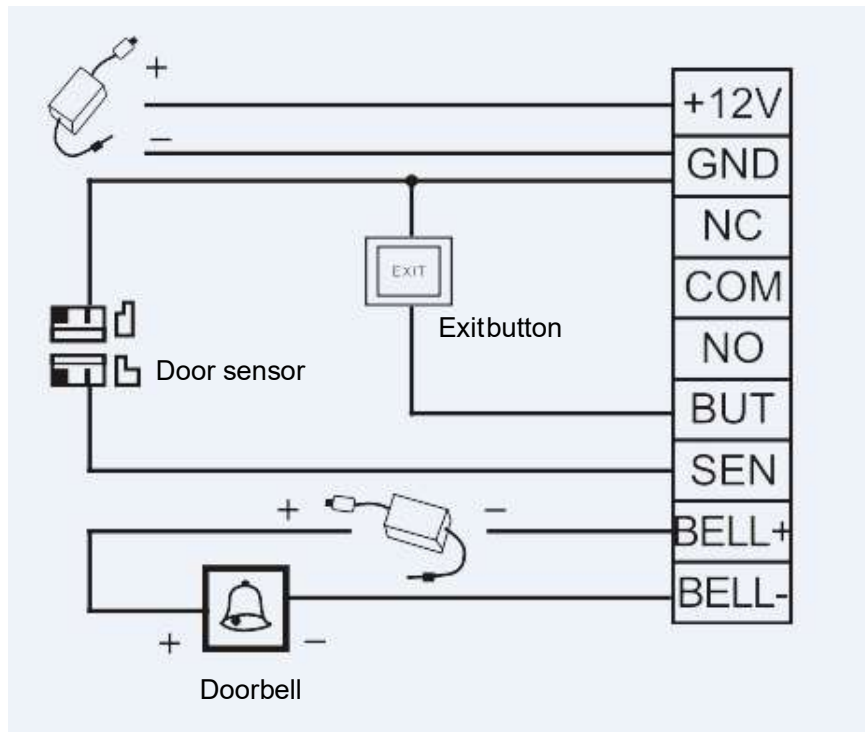 +
+12V
−
GND
NC
EXIT
COM
Exitbutton
NO
Door sensor
BUT
SEN
+ −
BELL+
BELL-
+ −
Doorbell